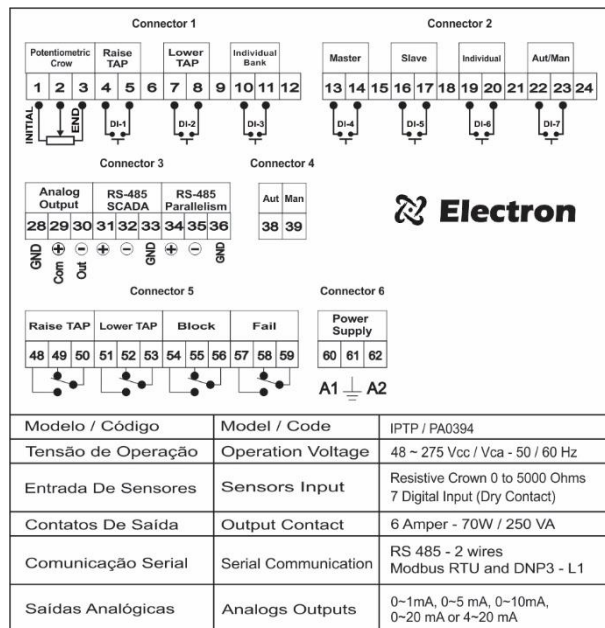 Connector 1
Connector 2
Potentiometric Crow
Raise TAP
Lower TAP
Individual Bank
Master
Slave
Individual
Aut/Man
1 2 3 4 5 6 7 8 9 10 11 12
13 14 15 16 17 18 19 20 21 22 23 24
INITIAL
END
DI-1
DI-2
DI-3
DI-4
DI-5
DI-6
DI-7
Connector 3
Connector 4
Analog Output
RS-485 SCADA
RS-485 Parallelism
Aut Man
28 29 30 31 32 33 34 35 36
38 39
GND
Com +
Out -
+
-
GND
+
-
GND
Electron
Connector 5
Connector 6
Raise TAP
Lower TAP
Block
Fail
Power Supply
48 49 50 51 52 53 54 55 56 57 58 59
60 61 62
A1
A2
Modelo / Código Model / Code IPTP / PA0394
Tensão de Operação Operation Voltage 48 ~ 275 Vcc / Vca - 50 / 60 Hz
Entrada De Sensores Sensors Input Resistive Crown 0 to 5000 Ohms
7 Digital Input (Dry Contact)
Contatos De Saída Output Contact 6 Amper - 70W / 250 VA
Comunicação Serial Serial Communication RS 485 - 2 wires
Modbus RTU and DNP3 - L1
Saídas Analógicas Analogs Outputs 0~1mA, 0~5 mA, 0~10mA,
0~20 mA or 4~20 mA